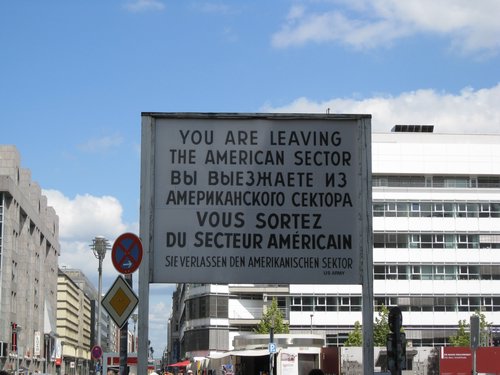 YOU ARE LEAVING
THE AMERICAN SECTOR
ВЫ ВЫЕЗЖАЕТЕ ИЗ
АМЕРИКАНСКОГО СЕКТОРА
VOUS SORTEZ
DU SECTEUR AMÉRICAIN
SIE VERLASSEN DEN AMERIKANISCHEN SEKTOR
US ARMY